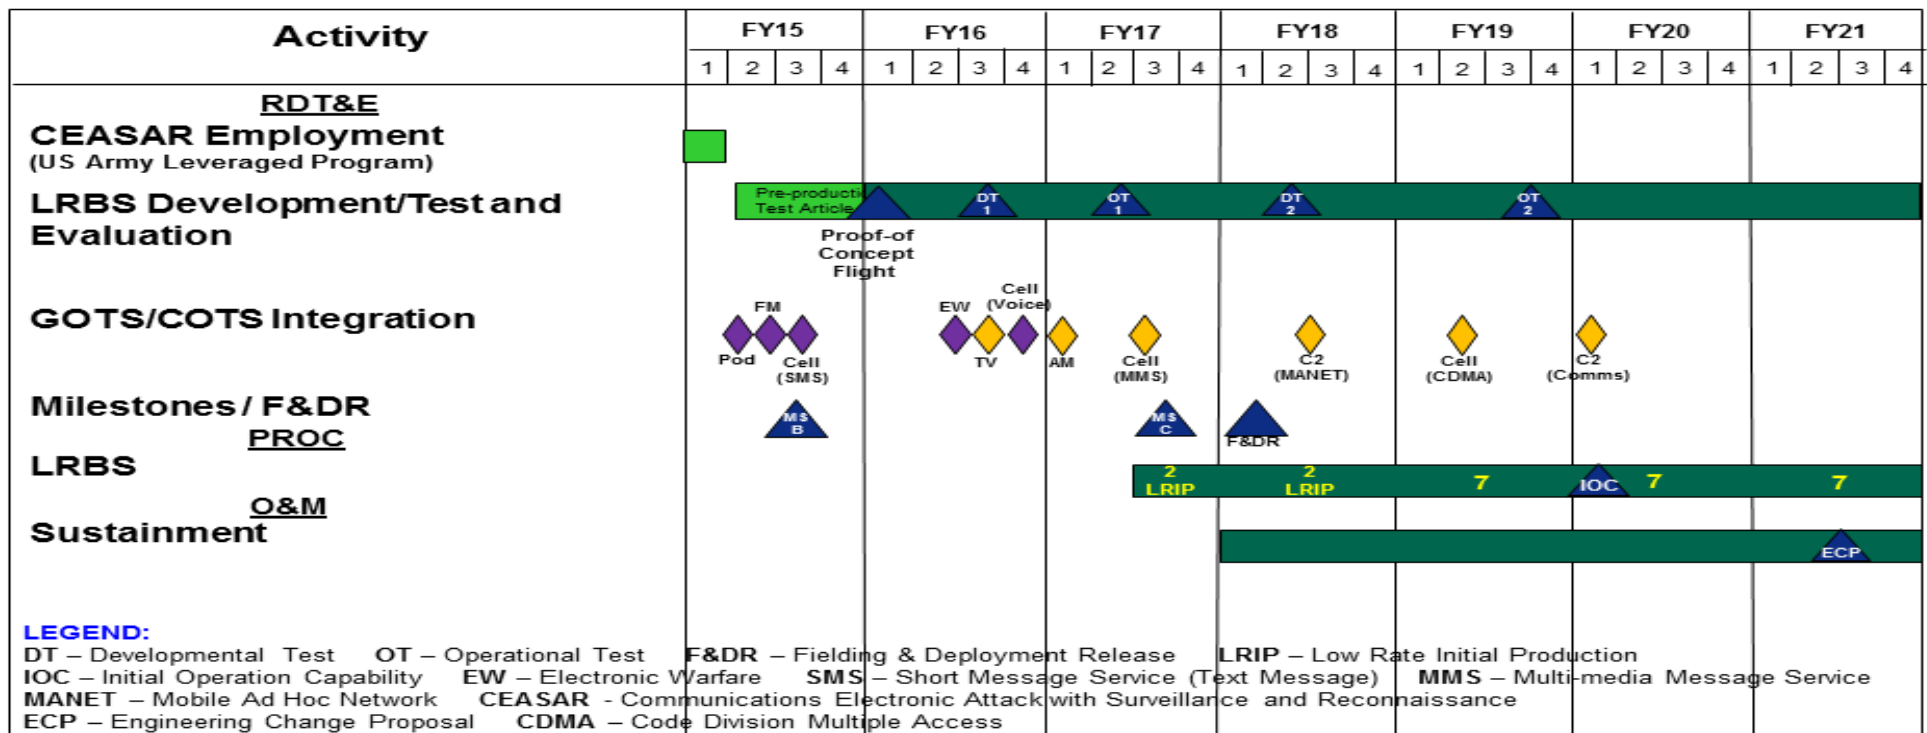 Activity FY15 FY16 FY17 FY18 FY19 FY20 FY21
1 2 3 4 1 2 3 4 1 2 3 4 1 2 3 4 1 2 3 4 1 2 3 4 1 2 3 4
RDT&E
CEASAR Employment
(US Army Leveraged Program)
LRBS Development/Test and
Evaluation
Pre-producti
Test Article
DT
1
OT
1
DT
2
OT
2
Proof-of
Concept
Flight
GOTS/COTS Integration
Pod
FM
Cell
(SMS)
EW
TV
Cell
(Voice)
AM
Cell
(MMS)
C2
(MANET)
Cell
(CDMA)
C2
(Comms)
Milestones / F&DR
MS
B
MS
C
F&DR
PROC
LRBS
2
LRIP
2
LRIP
7
IOC
7
7
O&M
Sustainment
ECP
LEGEND:
DT – Developmental Test OT – Operational Test F&DR – Fielding & Deployment Release LRIP – Low Rate Initial Production
IOC – Initial Operation Capability EW – Electronic Warfare SMS – Short Message Service (Text Message) MMS – Multi-media Message Service
MANET – Mobile Ad Hoc Network CEASAR - Communications Electronic Attack with Surveillance and Reconnaissance
ECP – Engineering Change Proposal CDMA – Code Division Multiple Access